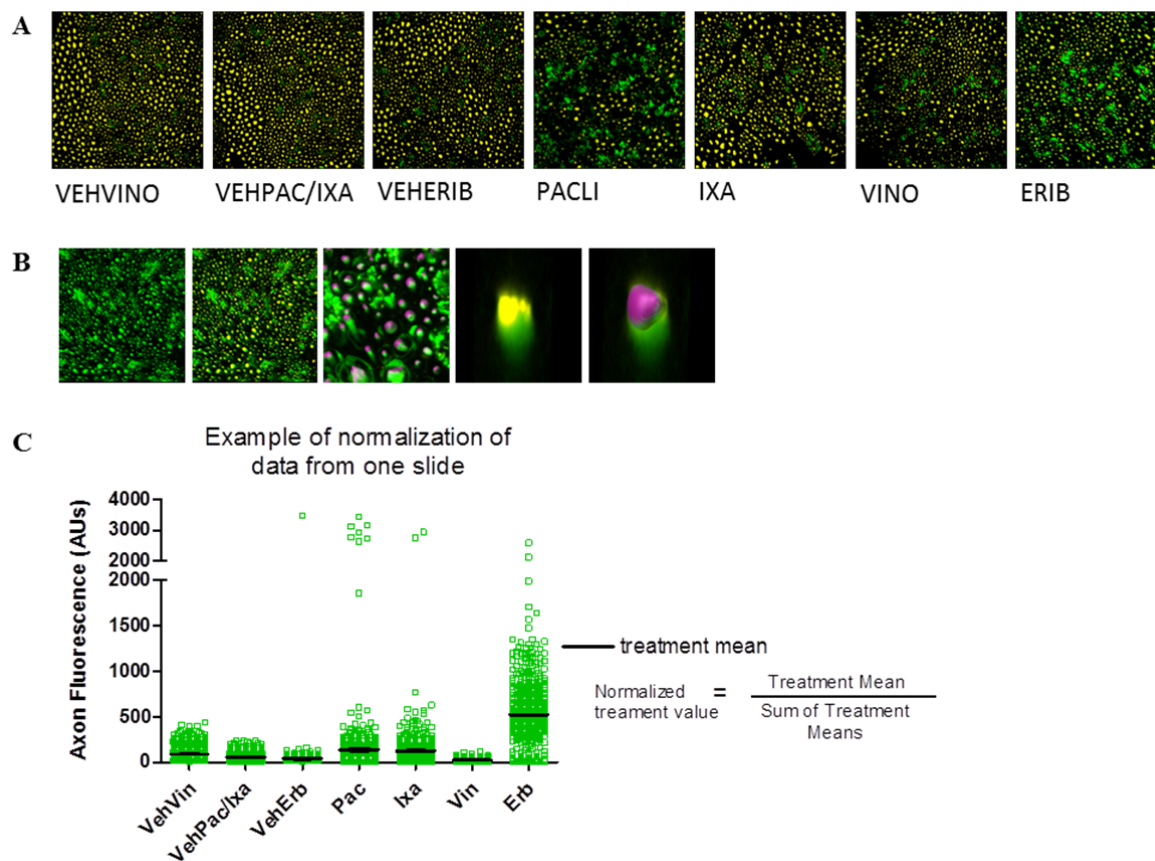 A
VEHVINO VEHPAC/IXA VEHERIB PACLI IXA VINO ERIB
B
C
Example of normalization of
data from one slide
Axon Fluorescence (AUs)
4000
3000
2000
2000
1500
1000
500
0
VehVin VehPac/Ixa VehErb Pac Ixa Vin Erb
treatment mean
Normalized
treament value
=
Treatment Mean
Sum of Treatment
Means